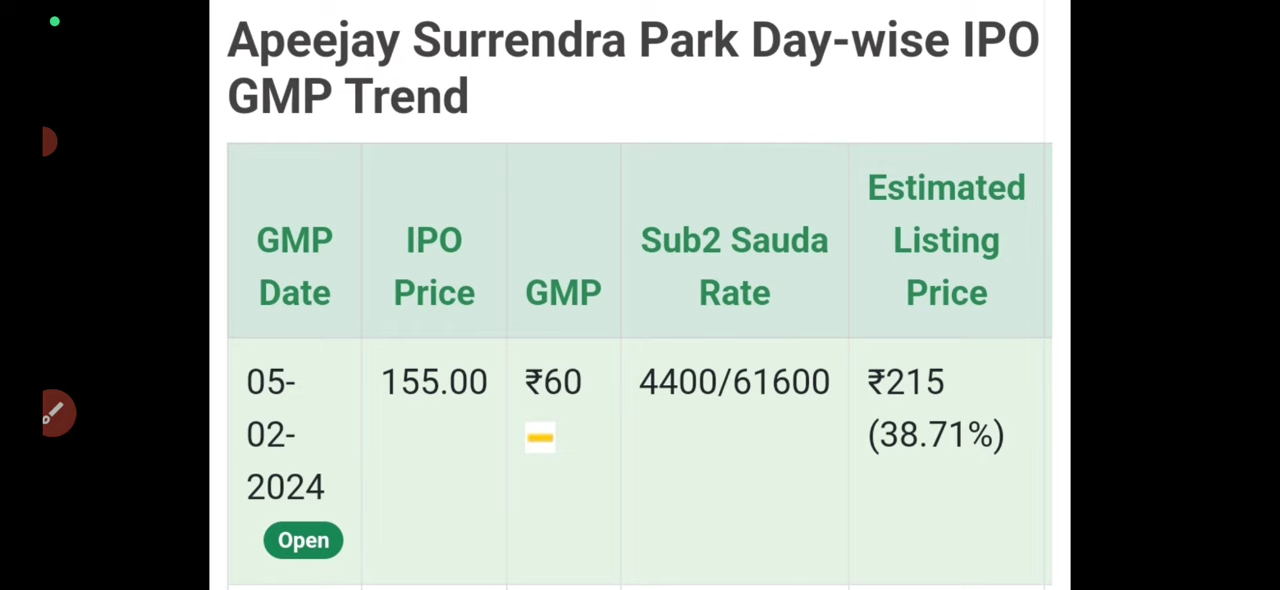 Apeejay Surrendra Park Day-wise IPO
GMP Trend
GMP
Date
IPO
Price
GMP
Sub2 Sauda
Rate
Estimated
Listing
Price
05-
02-
2024
Open
155.00
₹60
4400/61600
₹215
(38.71%)